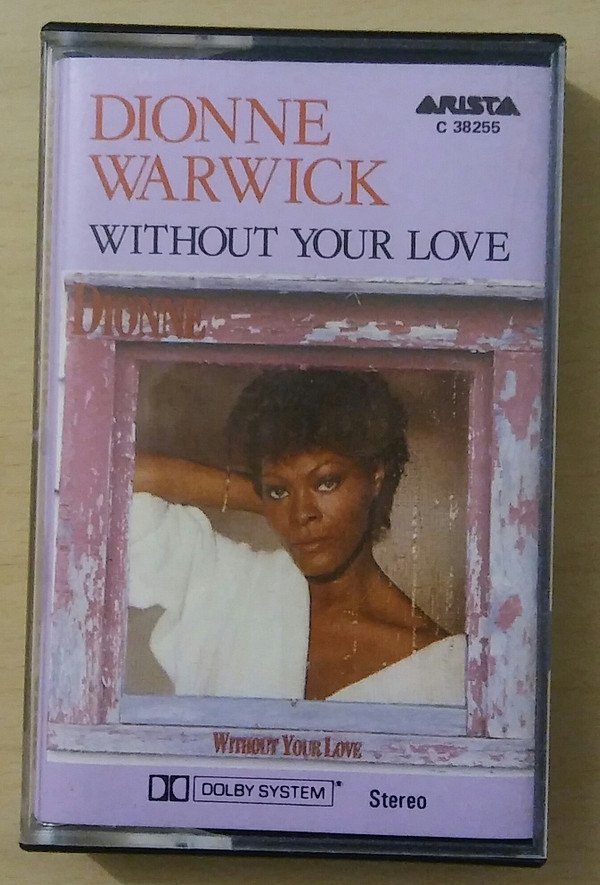 DIONNE
WARWICK
ARISTA
C 38255
WITHOUT YOUR LOVE
DIONNE
WITHOUT YOUR LOVE
DOLBY SYSTEM*
Stereo